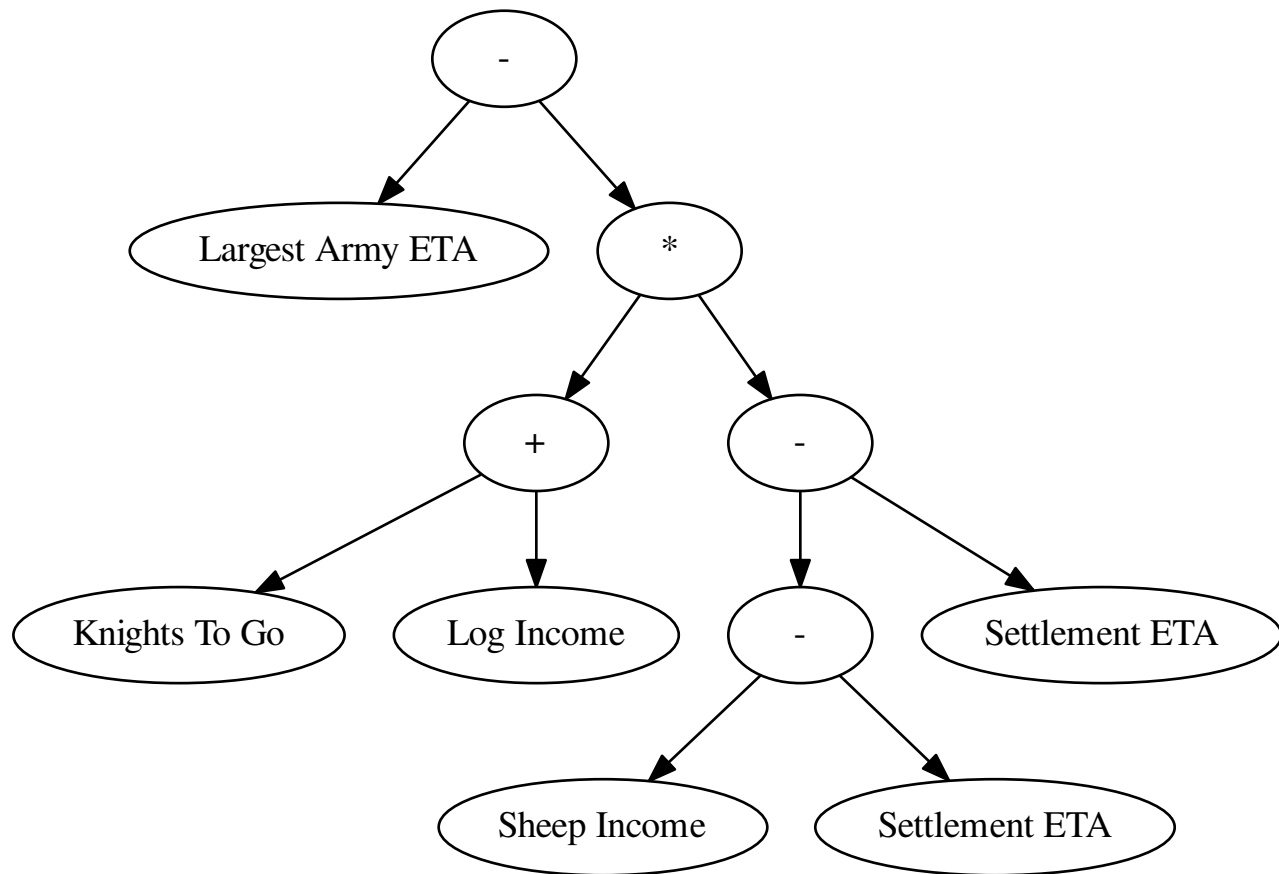 -
Largest Army ETA
*
+
-
Knights To Go
Log Income
-
Settlement ETA
Sheep Income
Settlement ETA